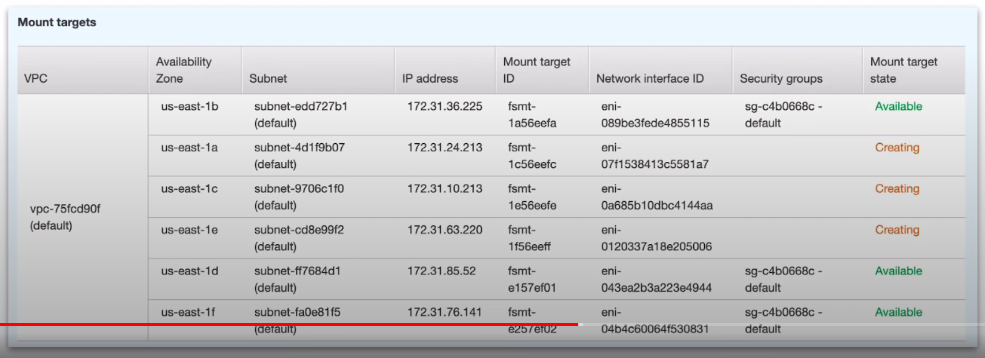 Mount targets
VPC Availability Zone Subnet IP address Mount target ID Network interface ID Security groups Mount target state
vpc-75fcd90f (default)
us-east-1b subnet-edd727b1 (default) 172.31.36.225 fsmt-1a56eefa eni-089be3fede4855115 sg-c4b0668c - default Available
us-east-1a subnet-4d1f9b07 (default) 172.31.24.213 fsmt-1c56eefc eni-07f1538413c5581a7 Creating
us-east-1c subnet-9706c1f0 (default) 172.31.10.213 fsmt-1e56eefe eni-0a685b10dbc4144aa Creating
us-east-1e subnet-cd8e99f2 (default) 172.31.63.220 fsmt-1f56eeff eni-0120337a18e205006 Creating
us-east-1d subnet-ff7684d1 (default) 172.31.85.52 fsmt-e157ef01 eni-043ea2b3a223e4944 sg-c4b0668c - default Available
us-east-1f subnet-fa0e81f5 (default) 172.31.76.141 fsmt-e257ef02 eni-04b4c60064f530831 sg-c4b0668c - default Available